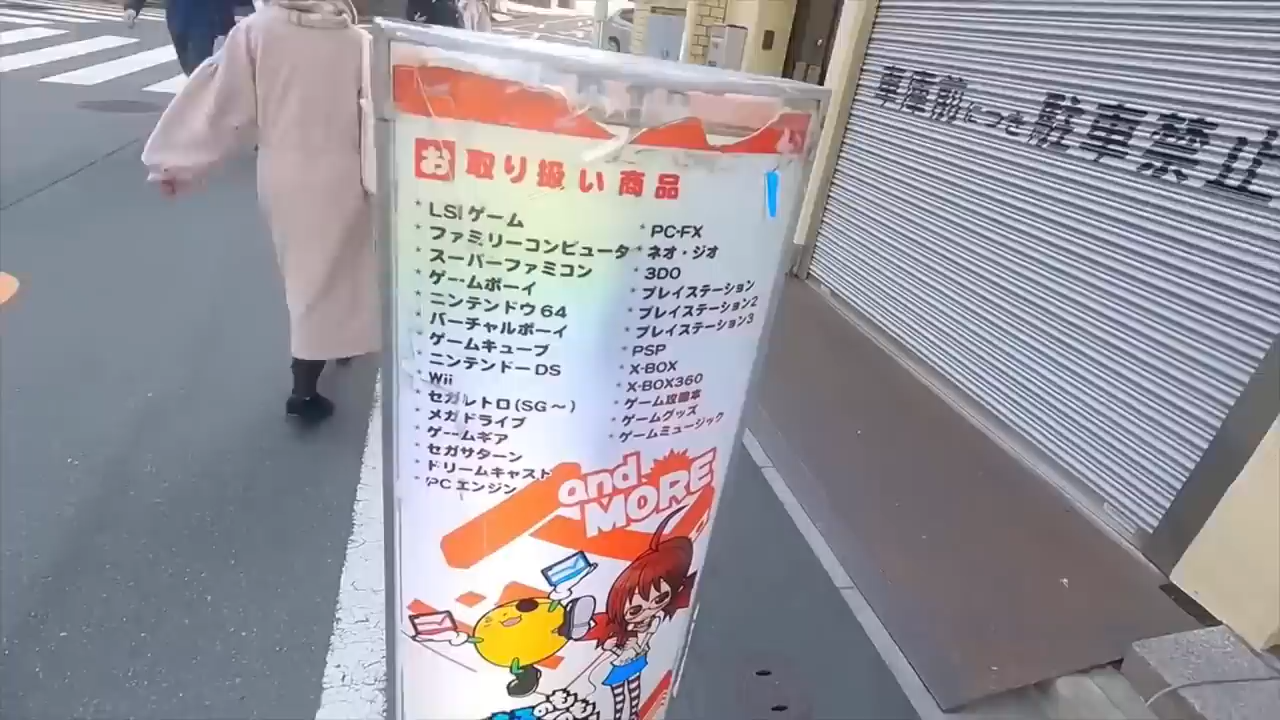 お取り扱い商品
*LSIゲーム
*ファミリーコンピュータ
*スーパーファミコン
*ゲームボーイ
*ニンテンドウ64
*バーチャルボーイ
*ゲームキューブ
*ニンテンドーDS
*Wii
*セガレトロ(SG～)
*メガドライブ
*ゲームギア
*セガサターン
*ドリームキャスト
*PCエンジン
*PC-FX
*ネオ・ジオ
*3DO
*プレイステーション
*プレイステーション2
*プレイステーション3
*PSP
*X-BOX
*X-BOX360
*ゲーム攻略本
*ゲームグッズ
*ゲームミュージック
and
MORE
車庫前につき駐車禁止